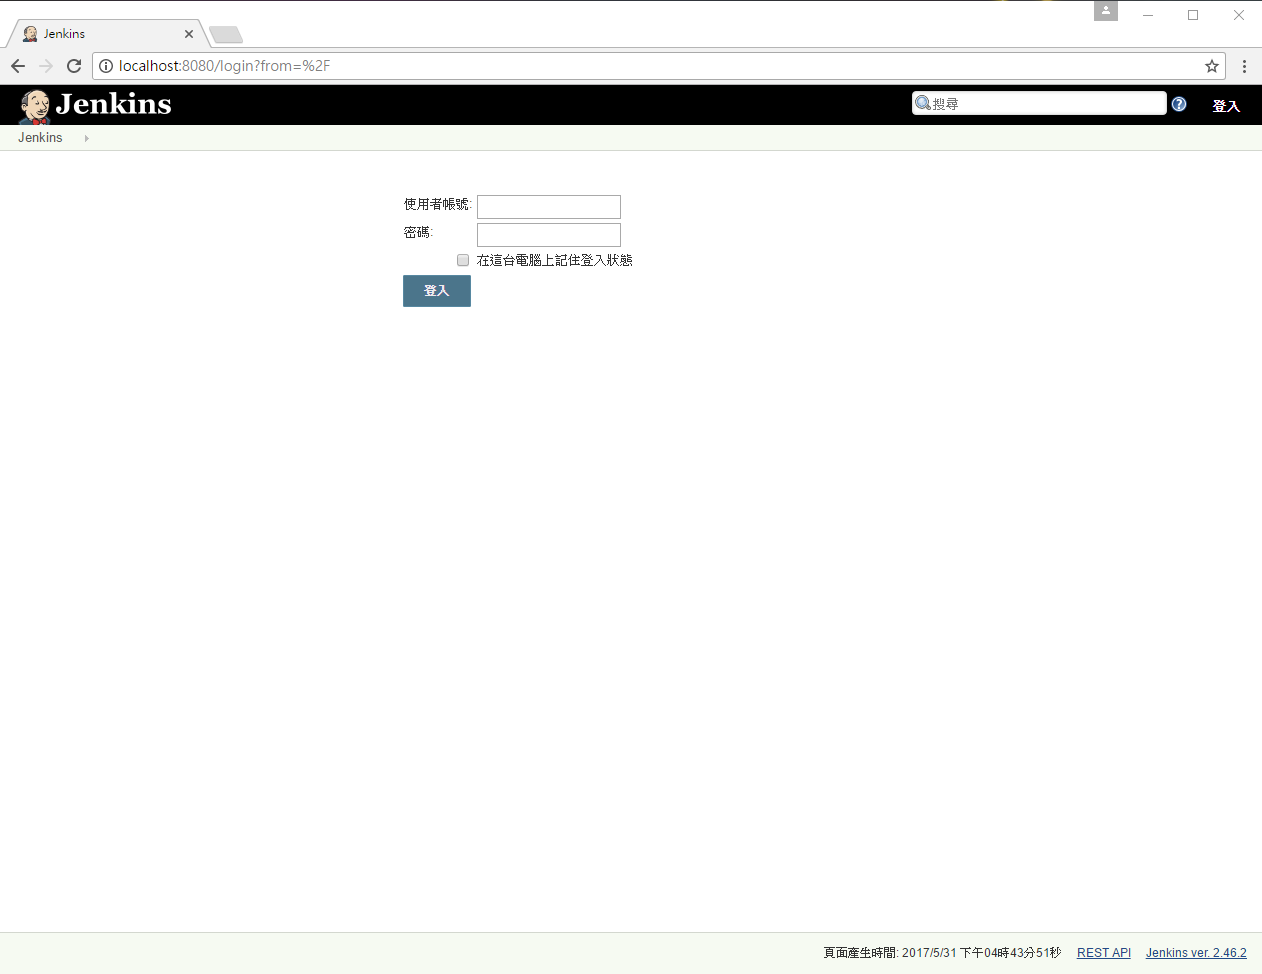 Jenkins
localhost:8080/login?from=%2F
Jenkins
搜尋
登入
Jenkins
使用者帳號:
密碼:
在這台電腦上記住登入狀態
登入
頁面產生時間: 2017/5/31 下午04時43分51秒 REST API Jenkins ver. 2.46.2